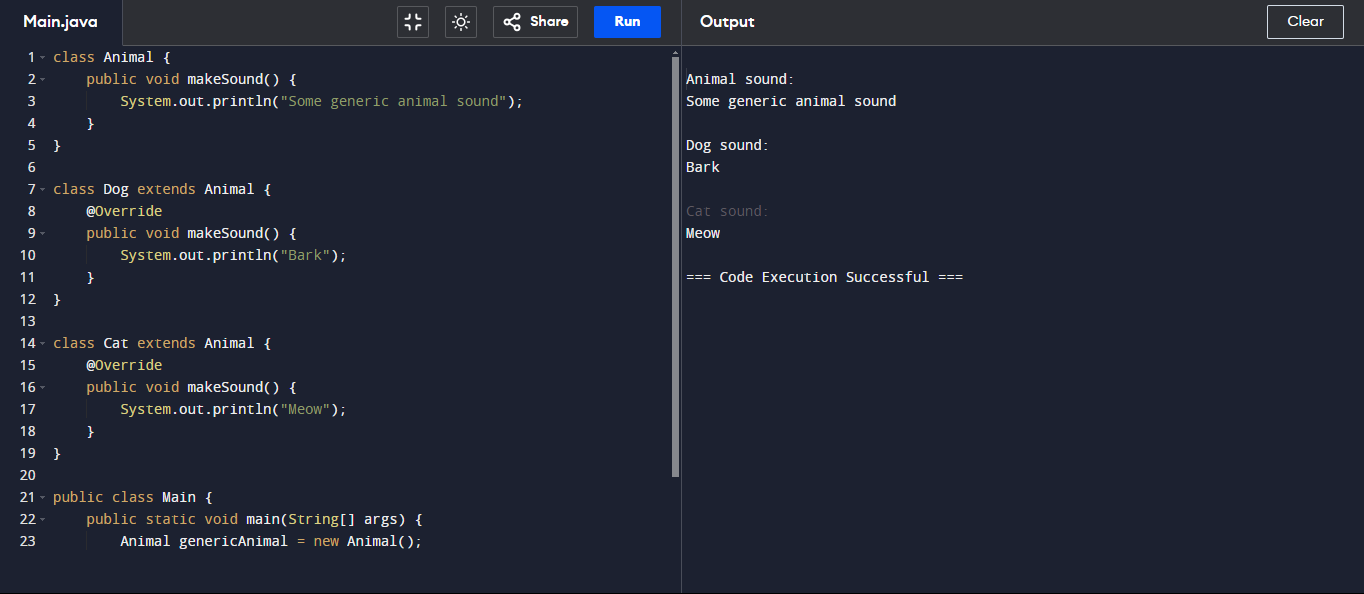 Main.java
Share
Run
Output
Clear
1 class Animal {
2     public void makeSound() {
3         System.out.println("Some generic animal sound");
4     }
5 }
6
7 class Dog extends Animal {
8     @Override
9     public void makeSound() {
10         System.out.println("Bark");
11     }
12 }
13
14 class Cat extends Animal {
15     @Override
16     public void makeSound() {
17         System.out.println("Meow");
18     }
19 }
20
21 public class Main {
22     public static void main(String[] args) {
23         Animal genericAnimal = new Animal();
Animal sound:
Some generic animal sound
Dog sound:
Bark
Cat sound:
Meow
=== Code Execution Successful ===